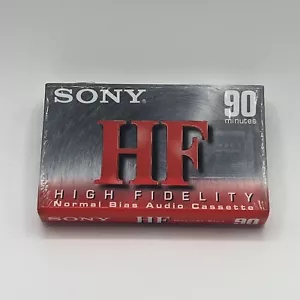 SONY®
90
minutes
HF
HIGH FIDELITY
Normal Bias Audio Cassette
SONY HF 90